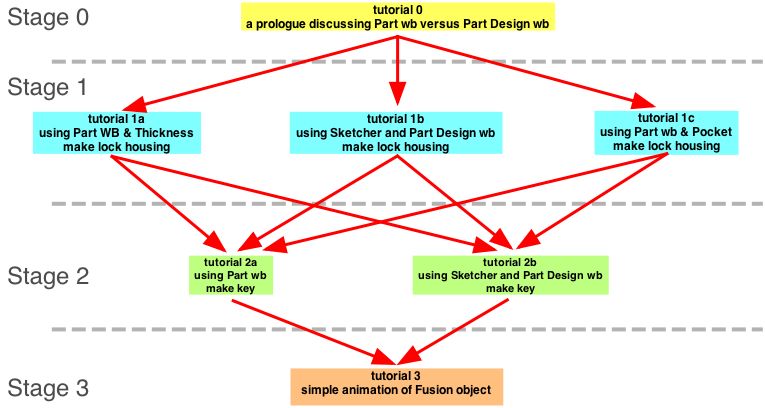 Stage 0
tutorial 0
a prologue discussing Part wb versus Part Design wb
Stage 1
tutorial 1a
using Part WB & Thickness
make lock housing
tutorial 1b
using Sketcher and Part Design wb
make lock housing
tutorial 1c
using Part wb & Pocket
make lock housing
Stage 2
tutorial 2a
using Part wb
make key
tutorial 2b
using Sketcher and Part Design wb
make key
Stage 3
tutorial 3
simple animation of Fusion object